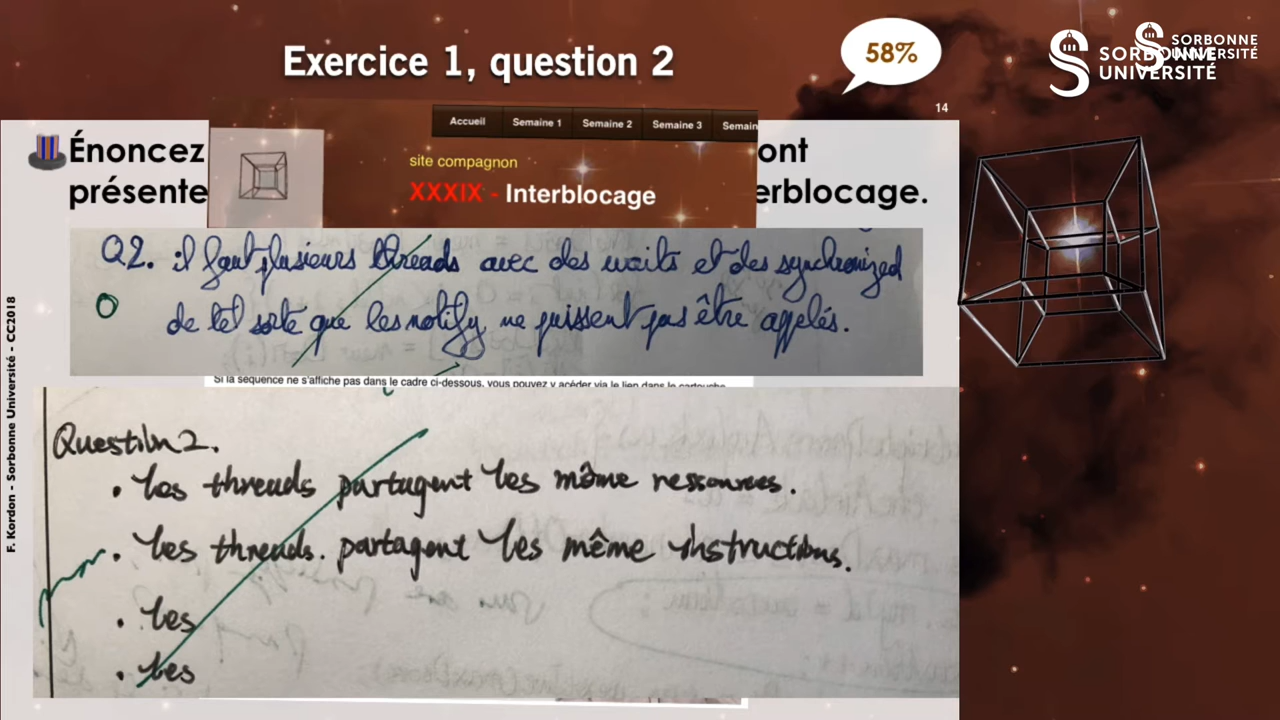 Exercice 1, question 2
58%
SORBONNE
UNIVERSITÉ
SORBONNE
UNIVERSITÉ
14
Accueil Semaine 1 Semaine 2 Semaine 3 Semain
Énoncez ont
site compagnon
présente erblocage.
XXXIX - Interblocage
Q2. il faut plusieurs threads avec des waits et des synchronized
0
de tel sorte que les notify ne puissent pas être appelés.
Si la séquence ne s'affiche pas dans le cadre ci-dessous, vous pouvez y acéder via le lien dans le cartouche
Question 2.
• Les threads partagent les même ressources.
• Les threads. partagent les même instructions.
• Les
• Les
F. Kordon - Sorbonne Université - CC2018